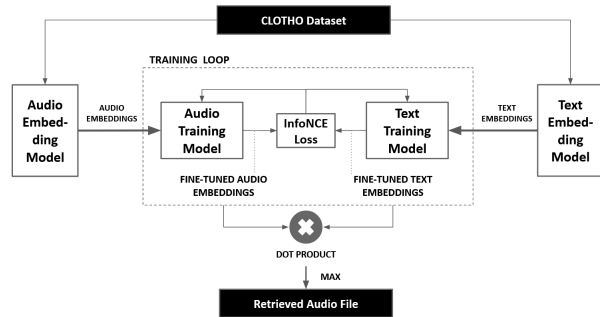 CLOTHO Dataset
TRAINING LOOP
Audio
Embed-
ding
Model
AUDIO
EMBEDDINGS
Audio
Training
Model
InfoNCE
Loss
Text
Training
Model
TEXT
EMBEDDINGS
Text
Embed-
ding
Model
FINE-TUNED AUDIO
EMBEDDINGS
FINE-TUNED TEXT
EMBEDDINGS
DOT PRODUCT
MAX
Retrieved Audio File